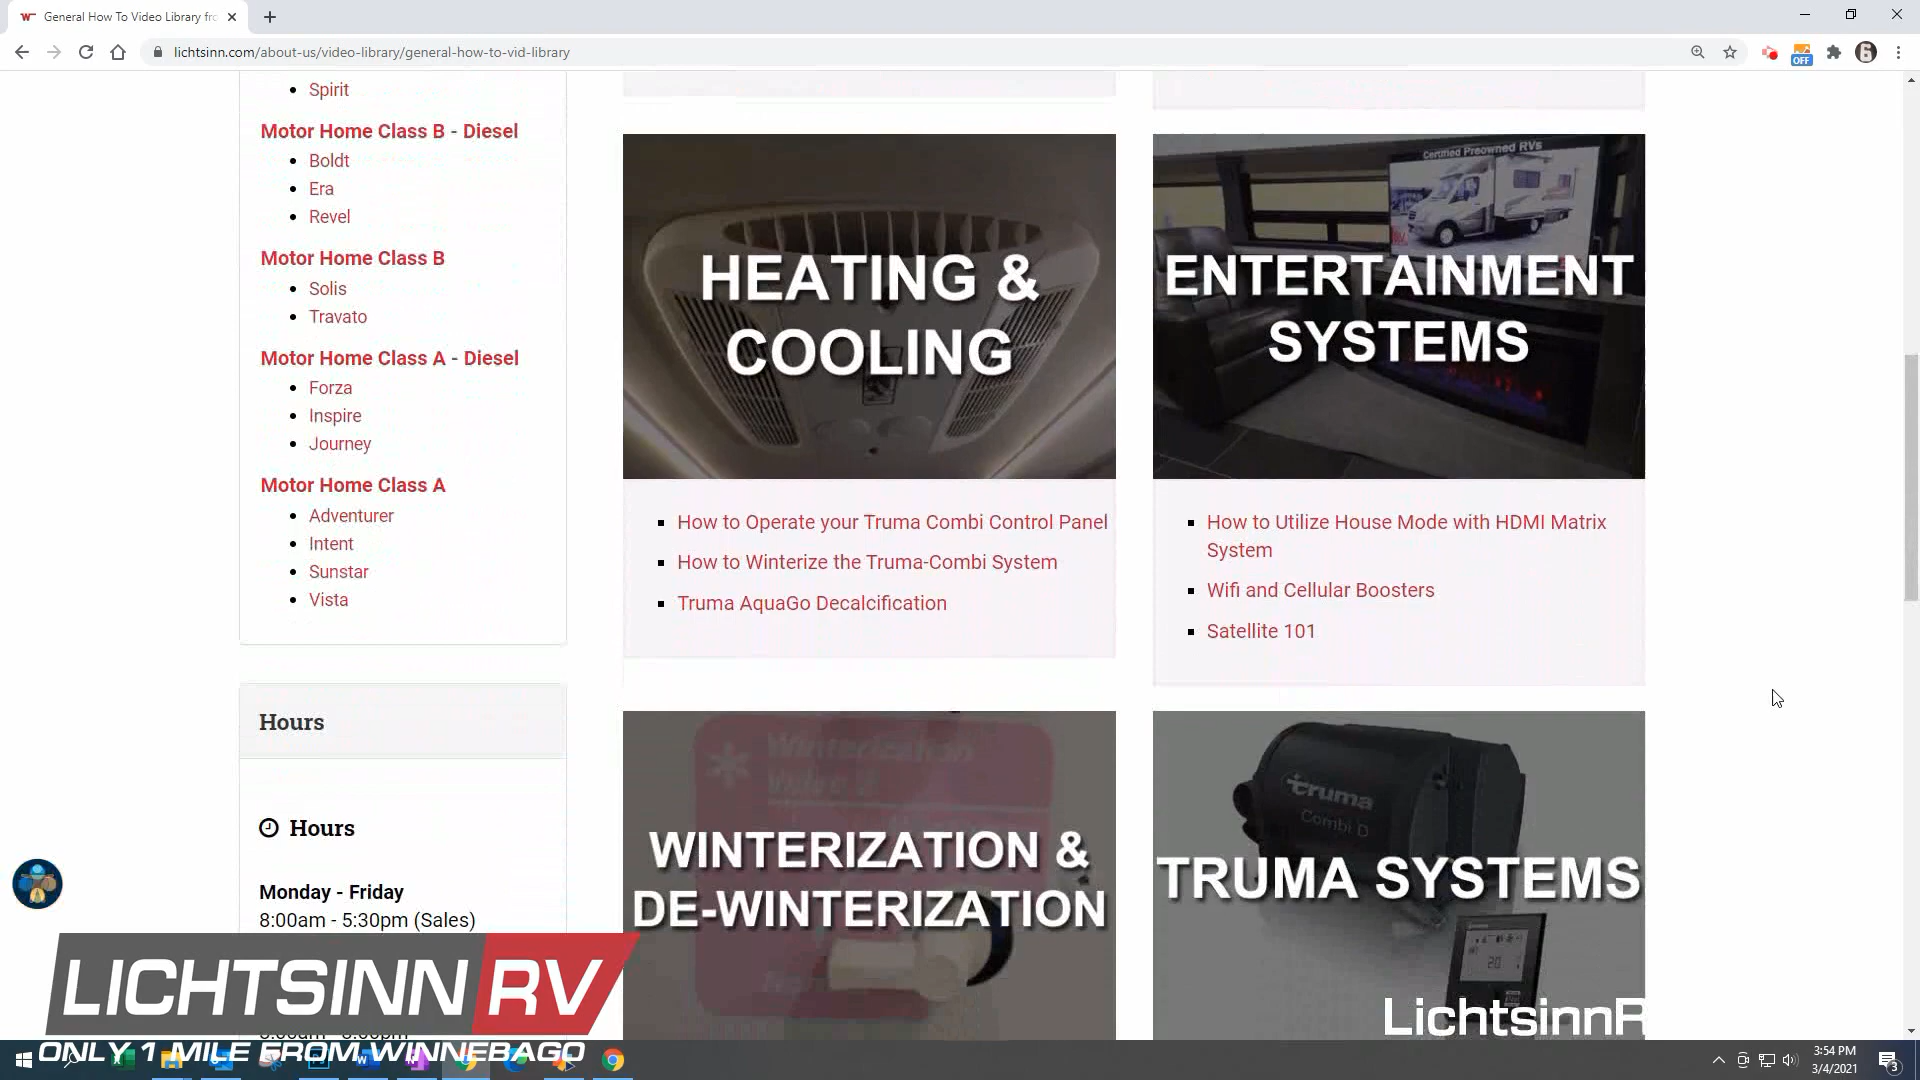 General How To Video Library fro
lichtsinn.com/about-us/video-library/general-how-to-vid-library
OFF
Spirit
Motor Home Class B - Diesel
Boldt
Era
Revel
Motor Home Class B
Solis
Travato
Motor Home Class A - Diesel
Forza
Inspire
Journey
Motor Home Class A
Adventurer
Intent
Sunstar
Vista
Hours
Hours
Monday - Friday
8:00am - 5:30pm (Sales)
HEATING &
COOLING
How to Operate your Truma Combi Control Panel
How to Winterize the Truma-Combi System
Truma AquaGo Decalcification
Certified Preowned RVs
ENTERTAINMENT
SYSTEMS
How to Utilize House Mode with HDMI Matrix
System
Wifi and Cellular Boosters
Satellite 101
Winterization
WINTERIZATION &
DE-WINTERIZATION
truma
Combi D
TRUMA SYSTEMS
LICHTSINN RV
ONLY 1 MILE FROM WINNEBAGO
LichtsinnR
3:54 PM
3/4/2021
3